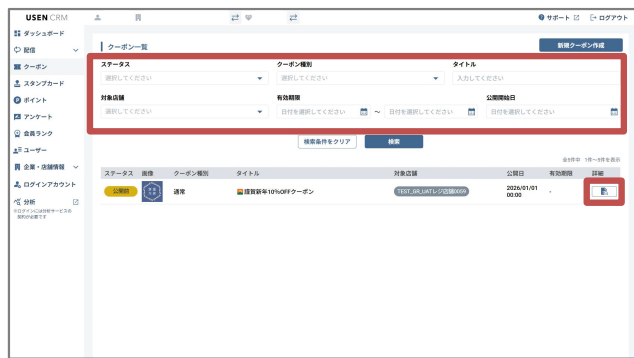 USEN CRM
サポート
ログアウト
ダッシュボード
配信
クーポン
スタンプカード
ポイント
アンケート
会員ランク
ユーザー
企業・店舗情報
ログインアカウント
分析
※ログインには分析サービスの
契約が必要です
クーポン一覧
新規クーポン作成
ステータス クーポン種別 タイトル
選択してください 選択してください 入力してください
対象店舗 有効期限 公開開始日
選択してください 日付を選択してください ～ 日付を選択してください 日付を選択してください
検索条件をクリア 検索
全5件中 1件～5件を表示
ステータス 画像 クーポン種別 タイトル 対象店舗 公開日 有効期限 詳細
公開前 通常 謹賀新年10%OFFクーポン TEST_GR_UATレジ店舗0059 2026/01/01 -
00:00